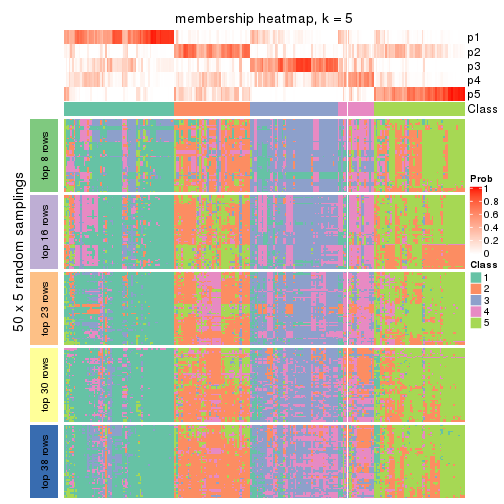 membership heatmap, k = 5
p1
p2
p3
p4
p5
Class
50 x 5 random samplings
top 8 rows
top 16 rows
top 23 rows
top 30 rows
top 38 rows
Prob
1
0.8
0.6
0.4
0.2
0
Class
1
2
3
4
5